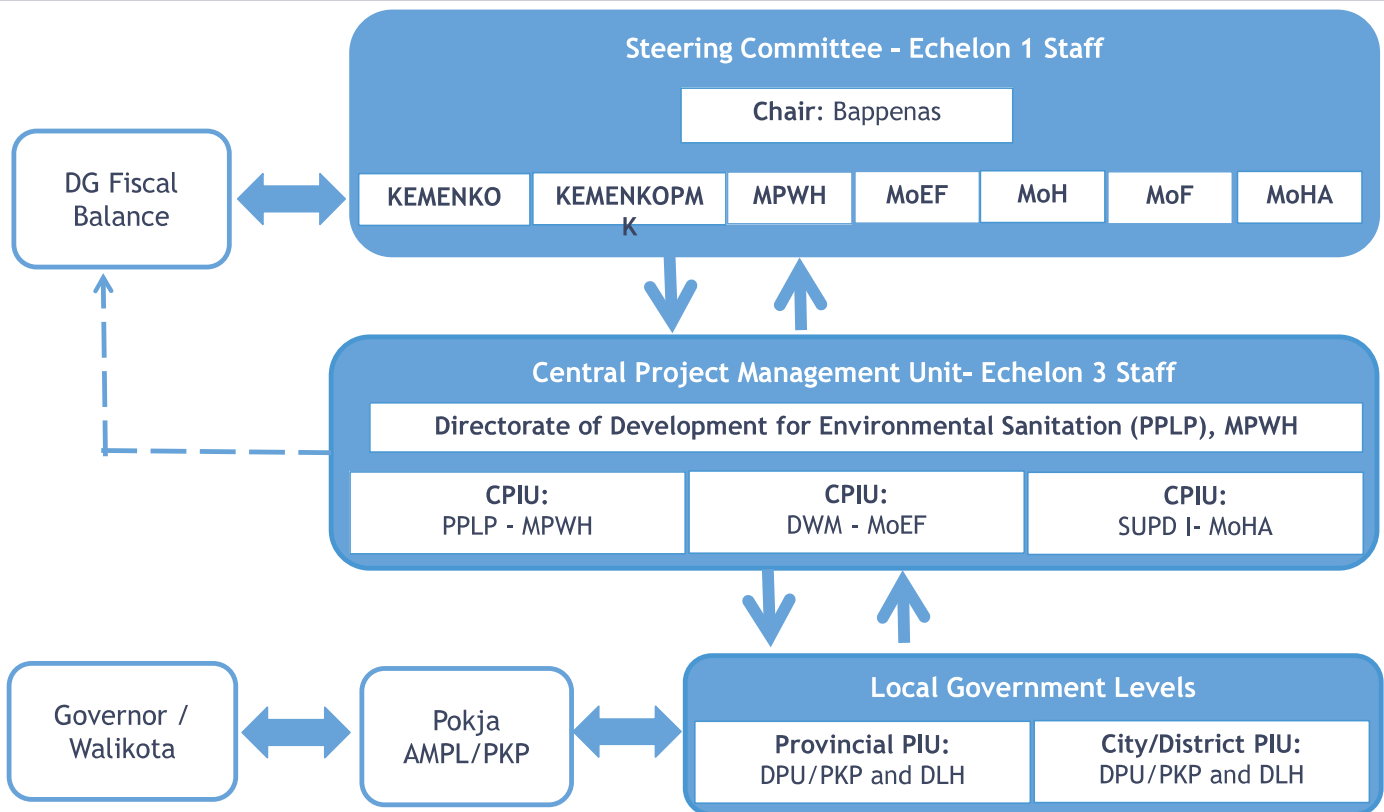 Steering Committee – Echelon 1 Staff
Chair: Bappenas
DG Fiscal
Balance
KEMENKO
KEMENKOPM
K
MPWH
MoEF
MoH
MoF
MoHA
Central Project Management Unit– Echelon 3 Staff
Directorate of Development for Environmental Sanitation (PPLP), MPWH
CPIU:
PPLP - MPWH
CPIU:
DWM - MoEF
CPIU:
SUPD I- MoHA
Governor /
Walikota
Pokja
AMPL/PKP
Local Government Levels
Provincial PIU:
DPU/PKP and DLH
City/District PIU:
DPU/PKP and DLH